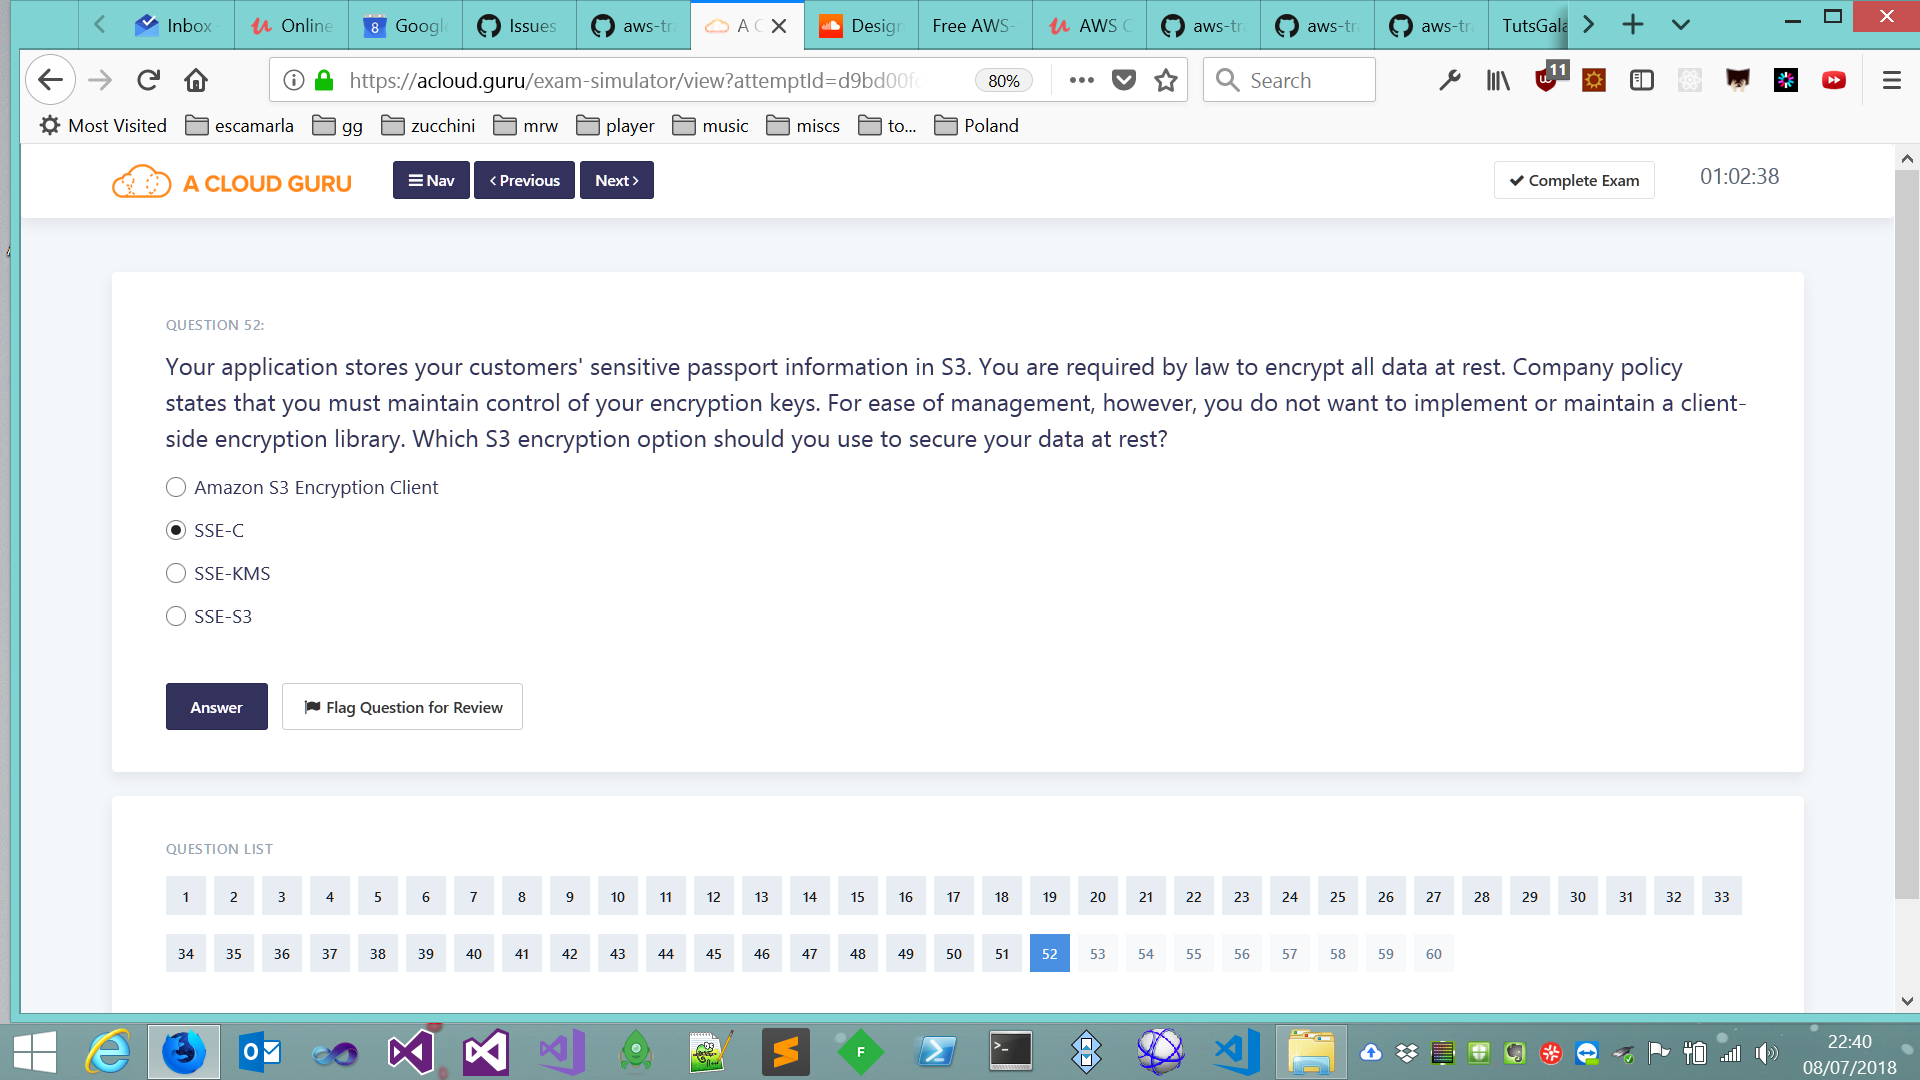 Inbox
Online
8 Googl
Issues
aws-tr
A C
Design
Free AWS-
AWS C
aws-tr
aws-tr
aws-tr
TutsGala
https://acloud.guru/exam-simulator/view?attemptId=d9bd00f
80%
Search
11
Most Visited
escamarla
gg
zucchini
mrw
player
music
miscs
to...
Poland
A CLOUD GURU
Nav
Previous
Next
Complete Exam
01:02:38
QUESTION 52:
Your application stores your customers' sensitive passport information in S3. You are required by law to encrypt all data at rest. Company policy
states that you must maintain control of your encryption keys. For ease of management, however, you do not want to implement or maintain a client-
side encryption library. Which S3 encryption option should you use to secure your data at rest?
Amazon S3 Encryption Client
SSE-C
SSE-KMS
SSE-S3
Answer
Flag Question for Review
QUESTION LIST
1 2 3 4 5 6 7 8 9 10 11 12 13 14 15 16 17 18 19 20 21 22 23 24 25 26 27 28 29 30 31 32 33
34 35 36 37 38 39 40 41 42 43 44 45 46 47 48 49 50 51 52 53 54 55 56 57 58 59 60
22:40
08/07/2018